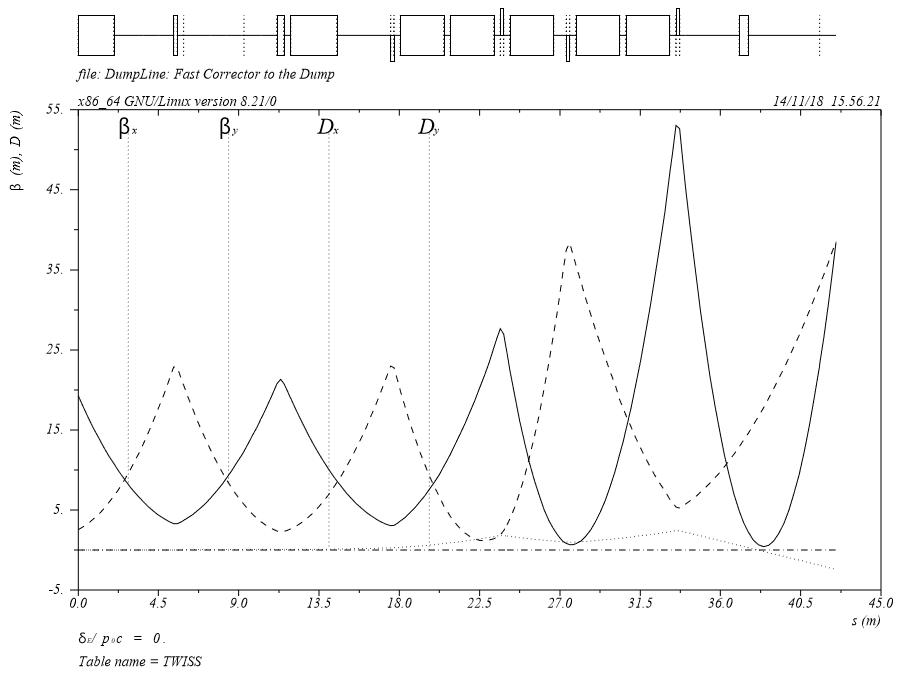 file: DumpLine: Fast Corrector to the Dump
x86_64 GNU/Linux version 8.21/0 14/11/18 15.56.21
βx βy Dx Dy
β (m), D (m)
55.
45.
35.
25.
15.
5.
-5.
0.0 4.5 9.0 13.5 18.0 22.5 27.0 31.5 36.0 40.5 45.0
s (m)
δE/ p0c = 0.
Table name = TWISS